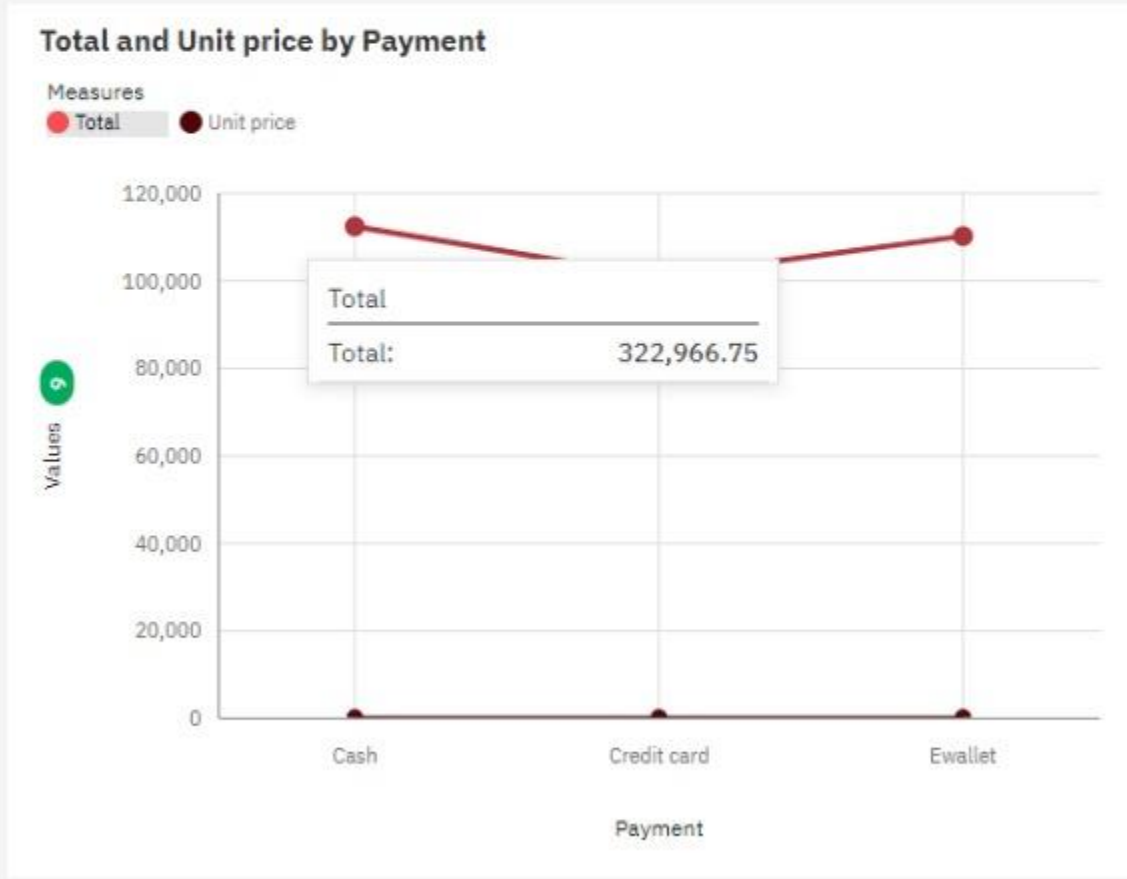 Total and Unit price by Payment
Measures
Total Unit price
120,000
100,000
80,000
60,000
40,000
20,000
0
Values 6
Total
Total: 322,966.75
Cash Credit card Ewallet
Payment